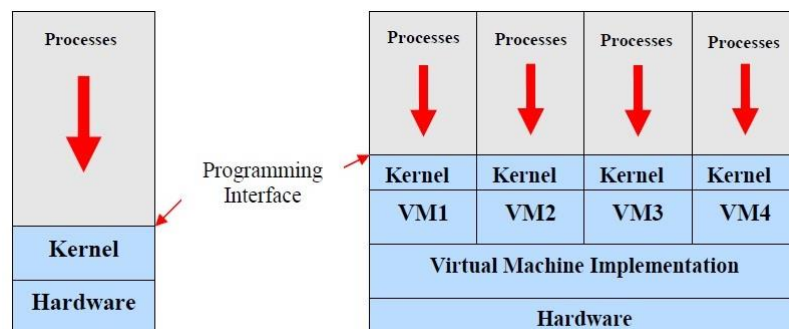 Processes
Kernel
Hardware
Programming
Interface
Processes Processes Processes Processes
Kernel Kernel Kernel Kernel
VM1 VM2 VM3 VM4
Virtual Machine Implementation
Hardware